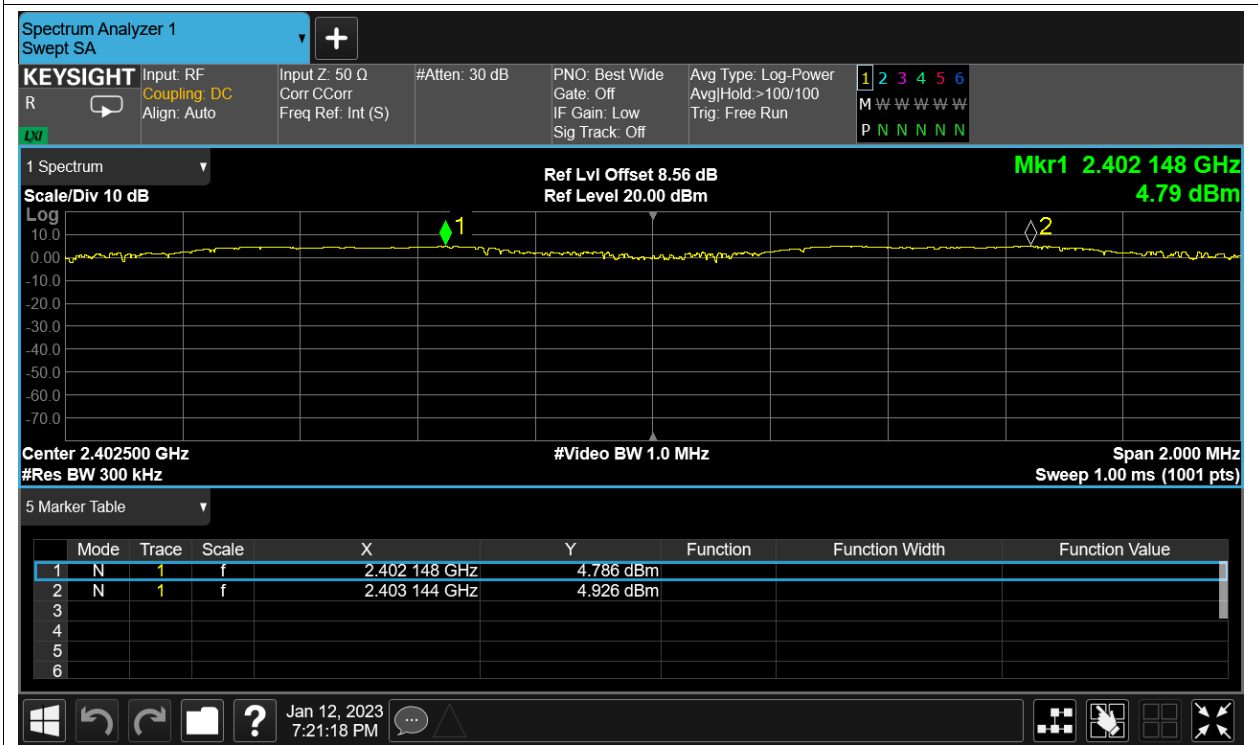 Spectrum Analyzer 1
Swept SA
▼
+
KEYSIGHT Input: RF Input Z: 50 Ω #Atten: 30 dB PNO: Best Wide Avg Type: Log-Power 1 2 3 4 5 6
R Coupling: DC Corr CCorr Gate: Off Avg|Hold:>100/100
Align: Auto Freq Ref: Int (S) IF Gain: Low Trig: Free Run M W W W W W
LXI Sig Track: Off P N N N N N
1 Spectrum ▼ Ref Lvl Offset 8.56 dB Mkr1 2.402 148 GHz
Scale/Div 10 dB Ref Level 20.00 dBm 4.79 dBm
Log
1
2
10.0
0.00
-10.0
-20.0
-30.0
-40.0
-50.0
-60.0
-70.0
Center 2.402500 GHz #Video BW 1.0 MHz Span 2.000 MHz
#Res BW 300 kHz Sweep 1.00 ms (1001 pts)
5 Marker Table ▼
Mode Trace Scale X Y Function Function Width Function Value
1 N 1 f 2.402 148 GHz 4.786 dBm
2 N 1 f 2.403 144 GHz 4.926 dBm
3
4
5
6
? Jan 12, 2023
7:21:18 PM